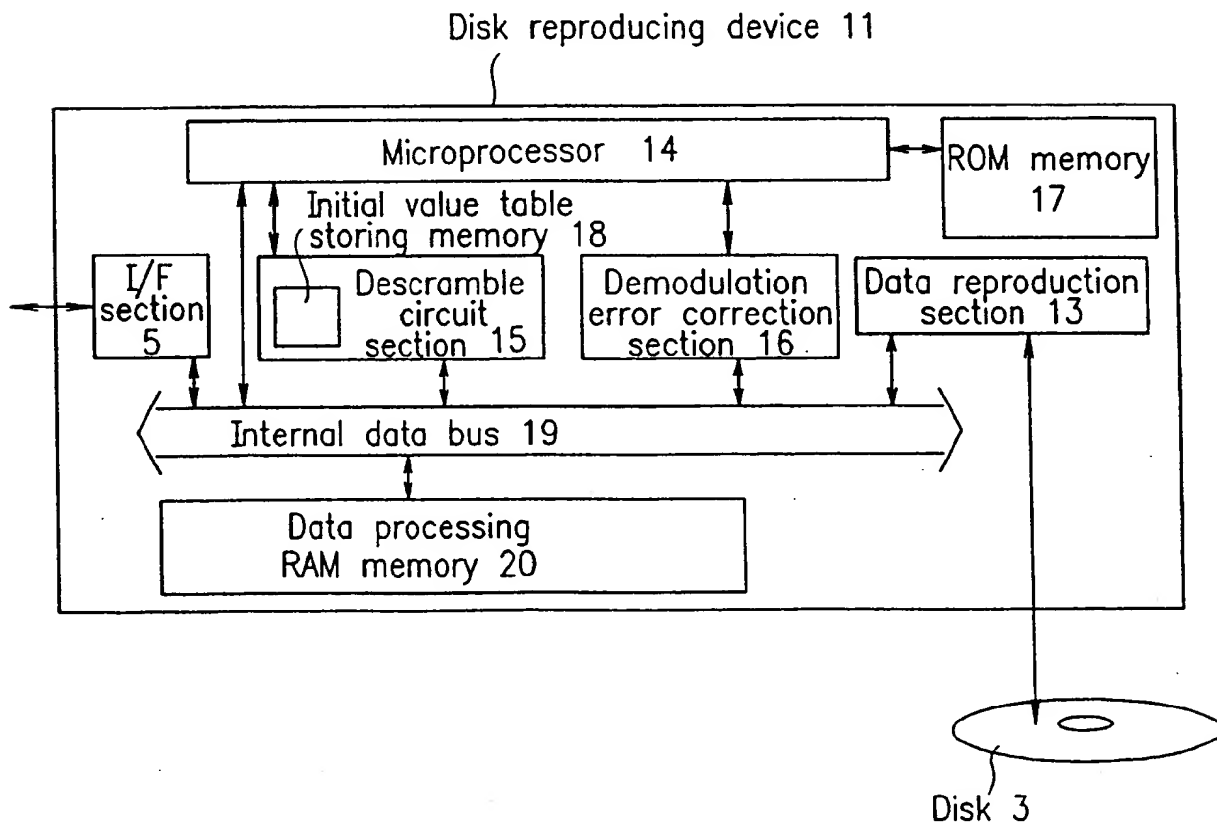 Disk reproducing device 11
Microprocessor 14
ROM memory
17
Initial value table
storing memory 18
I/F
section
5
Descramble
circuit
section 15
Demodulation
error correction
section 16
Data reproduction
section 13
Internal data bus 19
Data processing
RAM memory 20
Disk 3